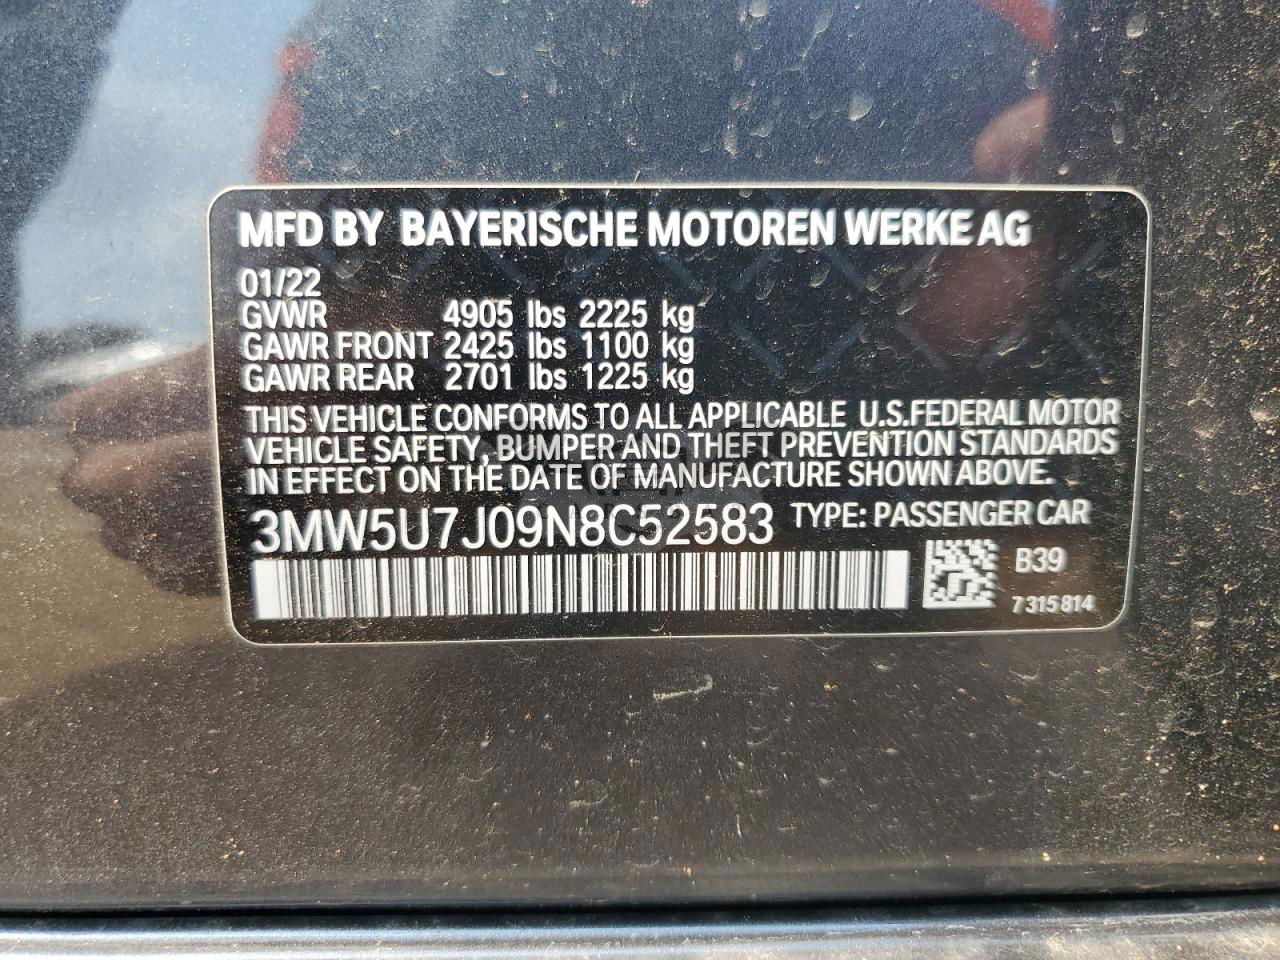 MFD BY BAYERISCHE MOTOREN WERKE AG
01/22
GVWR 4905 lbs 2225 kg
GAWR FRONT 2425 lbs 1100 kg
GAWR REAR 2701 lbs 1225 kg
THIS VEHICLE CONFORMS TO ALL APPLICABLE U.S.FEDERAL MOTOR
VEHICLE SAFETY, BUMPER AND THEFT PREVENTION STANDARDS
IN EFFECT ON THE DATE OF MANUFACTURE SHOWN ABOVE.
3MW5U7J09N8C52583 TYPE: PASSENGER CAR
B39
7 315 814